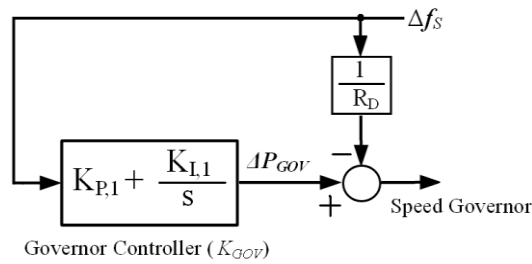 Δf_S
1
R_D
−
K_P,1 + K_I,1
s
ΔP_GOV
+
Speed Governor
Governor Controller ( K_GOV)